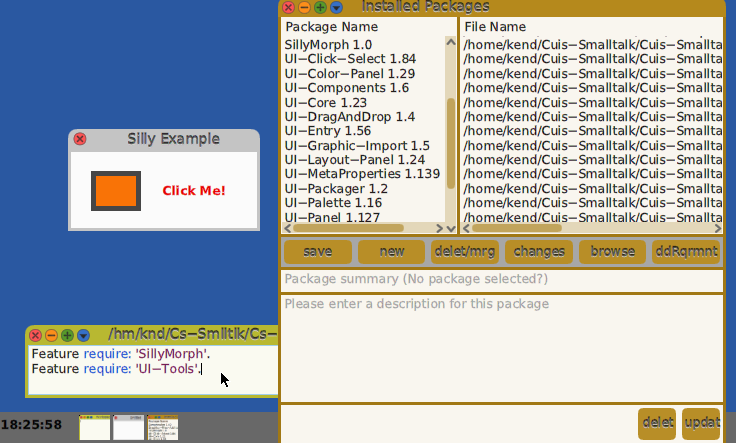 Installed Packages
Package Name
File Name
SillyMorph 1.0
UI-Click-Select 1.84
UI-Color-Panel 1.29
UI-Components 1.6
UI-Core 1.23
UI-DragAndDrop 1.4
UI-Entry 1.56
UI-Graphic-Import 1.5
UI-Layout-Panel 1.24
UI-MetaProperties 1.139
UI-Packager 1.2
UI-Palette 1.16
UI-Panel 1.127
/home/kend/Cuis-Smalltalk/Cuis-Smallta
/home/kend/Cuis-Smalltalk/Cuis-Smallta
/home/kend/Cuis-Smalltalk/Cuis-Smallta
/home/kend/Cuis-Smalltalk/Cuis-Smallta
/home/kend/Cuis-Smalltalk/Cuis-Smallta
/home/kend/Cuis-Smalltalk/Cuis-Smallta
/home/kend/Cuis-Smalltalk/Cuis-Smallta
/home/kend/Cuis-Smalltalk/Cuis-Smallta
/home/kend/Cuis-Smalltalk/Cuis-Smallta
/home/kend/Cuis-Smalltalk/Cuis-Smallta
/home/kend/Cuis-Smalltalk/Cuis-Smallta
/home/kend/Cuis-Smalltalk/Cuis-Smallta
/home/kend/Cuis-Smalltalk/Cuis-Smallta
save new delet/mrg changes browse ddRqrmnt
Package summary (No package selected?)
Please enter a description for this package
delet updat
Silly Example
Click Me!
/hm/knd/Cs-Smlltlk/Cs-
Feature require: 'SillyMorph'.
Feature require: 'UI-Tools'.
18:25:58